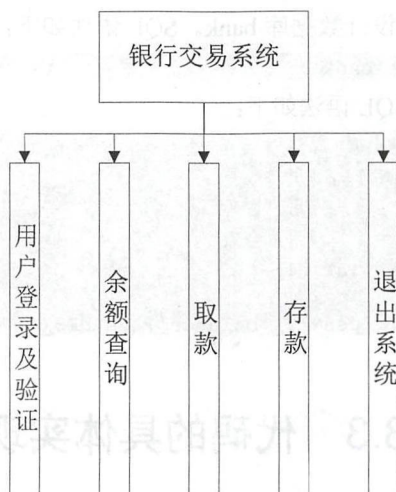 银行交易系统
用户登录及验证
余额查询
取款
存款
退出系统